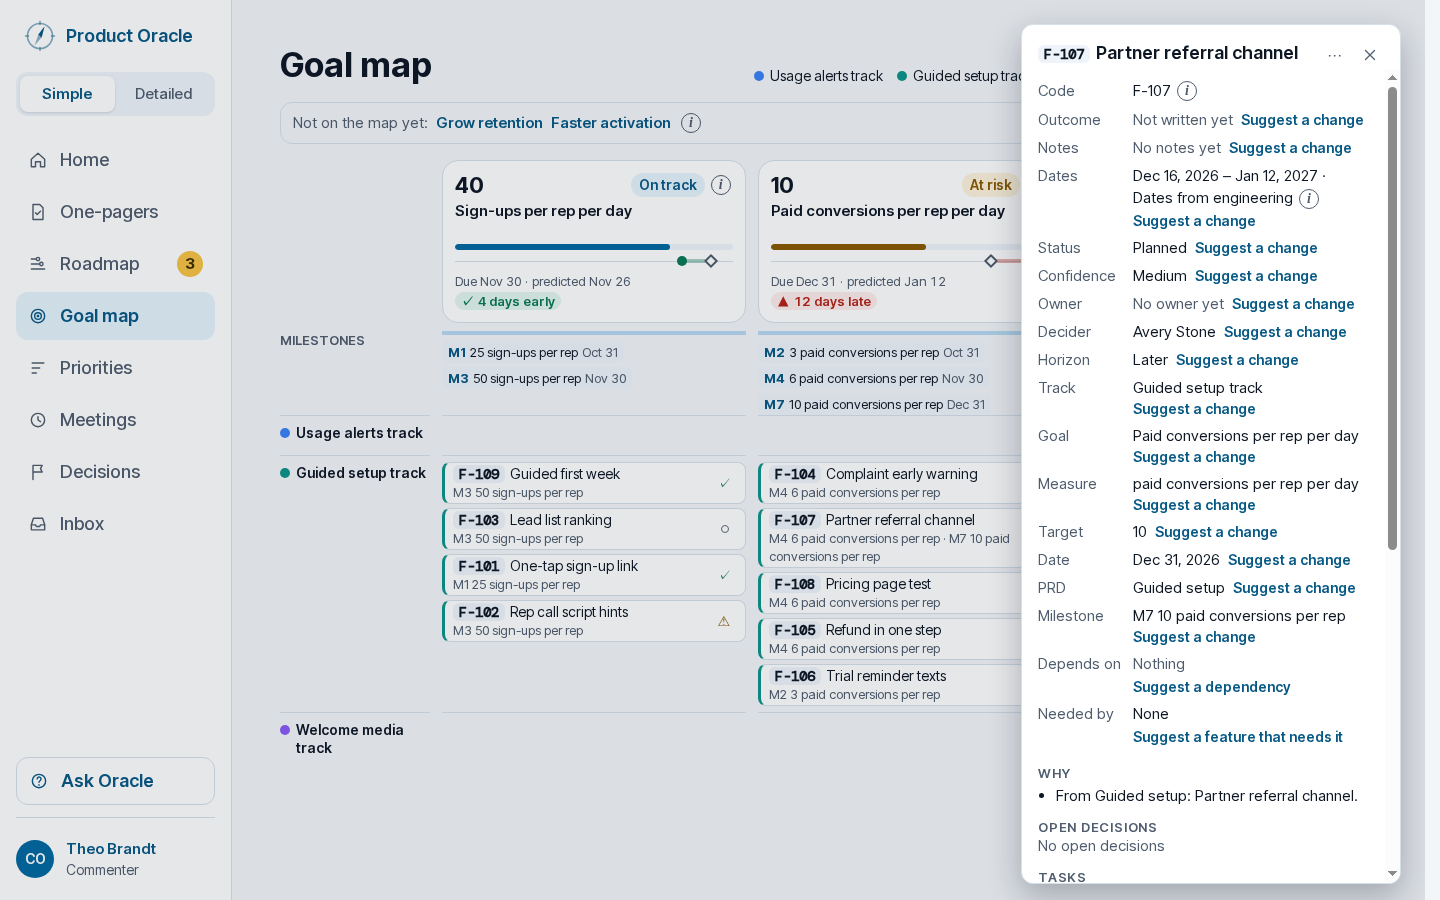 Product Oracle
Simple
Detailed
Home
One-pagers
Roadmap
3
Goal map
Priorities
Meetings
Decisions
Inbox
Ask Oracle
CO
Theo Brandt
Commenter
Goal map
Usage alerts track
Guided setup trac
Not on the map yet: Grow retention Faster activation i
40
On track i
Sign-ups per rep per day
Due Nov 30 · predicted Nov 26
✓ 4 days early
10
At risk
Paid conversions per rep per day
Due Dec 31 · predicted Jan 12
▲ 12 days late
MILESTONES
M1 25 sign-ups per rep Oct 31
M3 50 sign-ups per rep Nov 30
M2 3 paid conversions per rep Oct 31
M4 6 paid conversions per rep Nov 30
M7 10 paid conversions per rep Dec 31
Usage alerts track
Guided setup track
F-109 Guided first week
M3 50 sign-ups per rep
✓
F-103 Lead list ranking
M3 50 sign-ups per rep
○
F-101 One-tap sign-up link
M1 25 sign-ups per rep
✓
F-102 Rep call script hints
M3 50 sign-ups per rep
⚠
F-104 Complaint early warning
M4 6 paid conversions per rep
F-107 Partner referral channel
M4 6 paid conversions per rep · M7 10 paid
conversions per rep
F-108 Pricing page test
M4 6 paid conversions per rep
F-105 Refund in one step
M4 6 paid conversions per rep
F-106 Trial reminder texts
M2 3 paid conversions per rep
Welcome media
track
F-107 Partner referral channel
Code F-107 i
Outcome Not written yet Suggest a change
Notes No notes yet Suggest a change
Dates Dec 16, 2026 – Jan 12, 2027 ·
Dates from engineering i
Suggest a change
Status Planned Suggest a change
Confidence Medium Suggest a change
Owner No owner yet Suggest a change
Decider Avery Stone Suggest a change
Horizon Later Suggest a change
Track Guided setup track
Suggest a change
Goal Paid conversions per rep per day
Suggest a change
Measure paid conversions per rep per day
Suggest a change
Target 10 Suggest a change
Date Dec 31, 2026 Suggest a change
PRD Guided setup Suggest a change
Milestone M7 10 paid conversions per rep
Suggest a change
Depends on Nothing
Suggest a dependency
Needed by None
Suggest a feature that needs it
WHY
• From Guided setup: Partner referral channel.
OPEN DECISIONS
No open decisions
TASKS